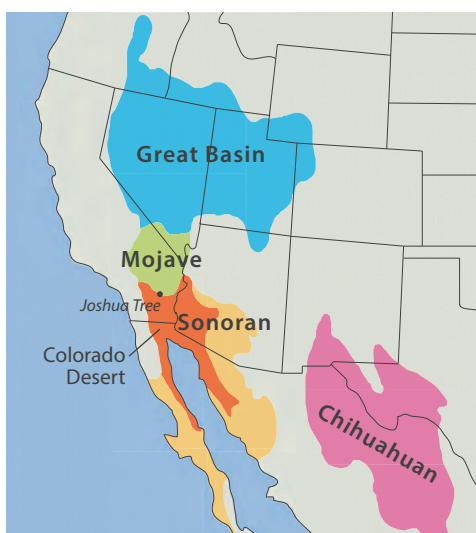 Great Basin
Mojave
Joshua Tree
Sonoran
Colorado
Desert
Chihuahuan